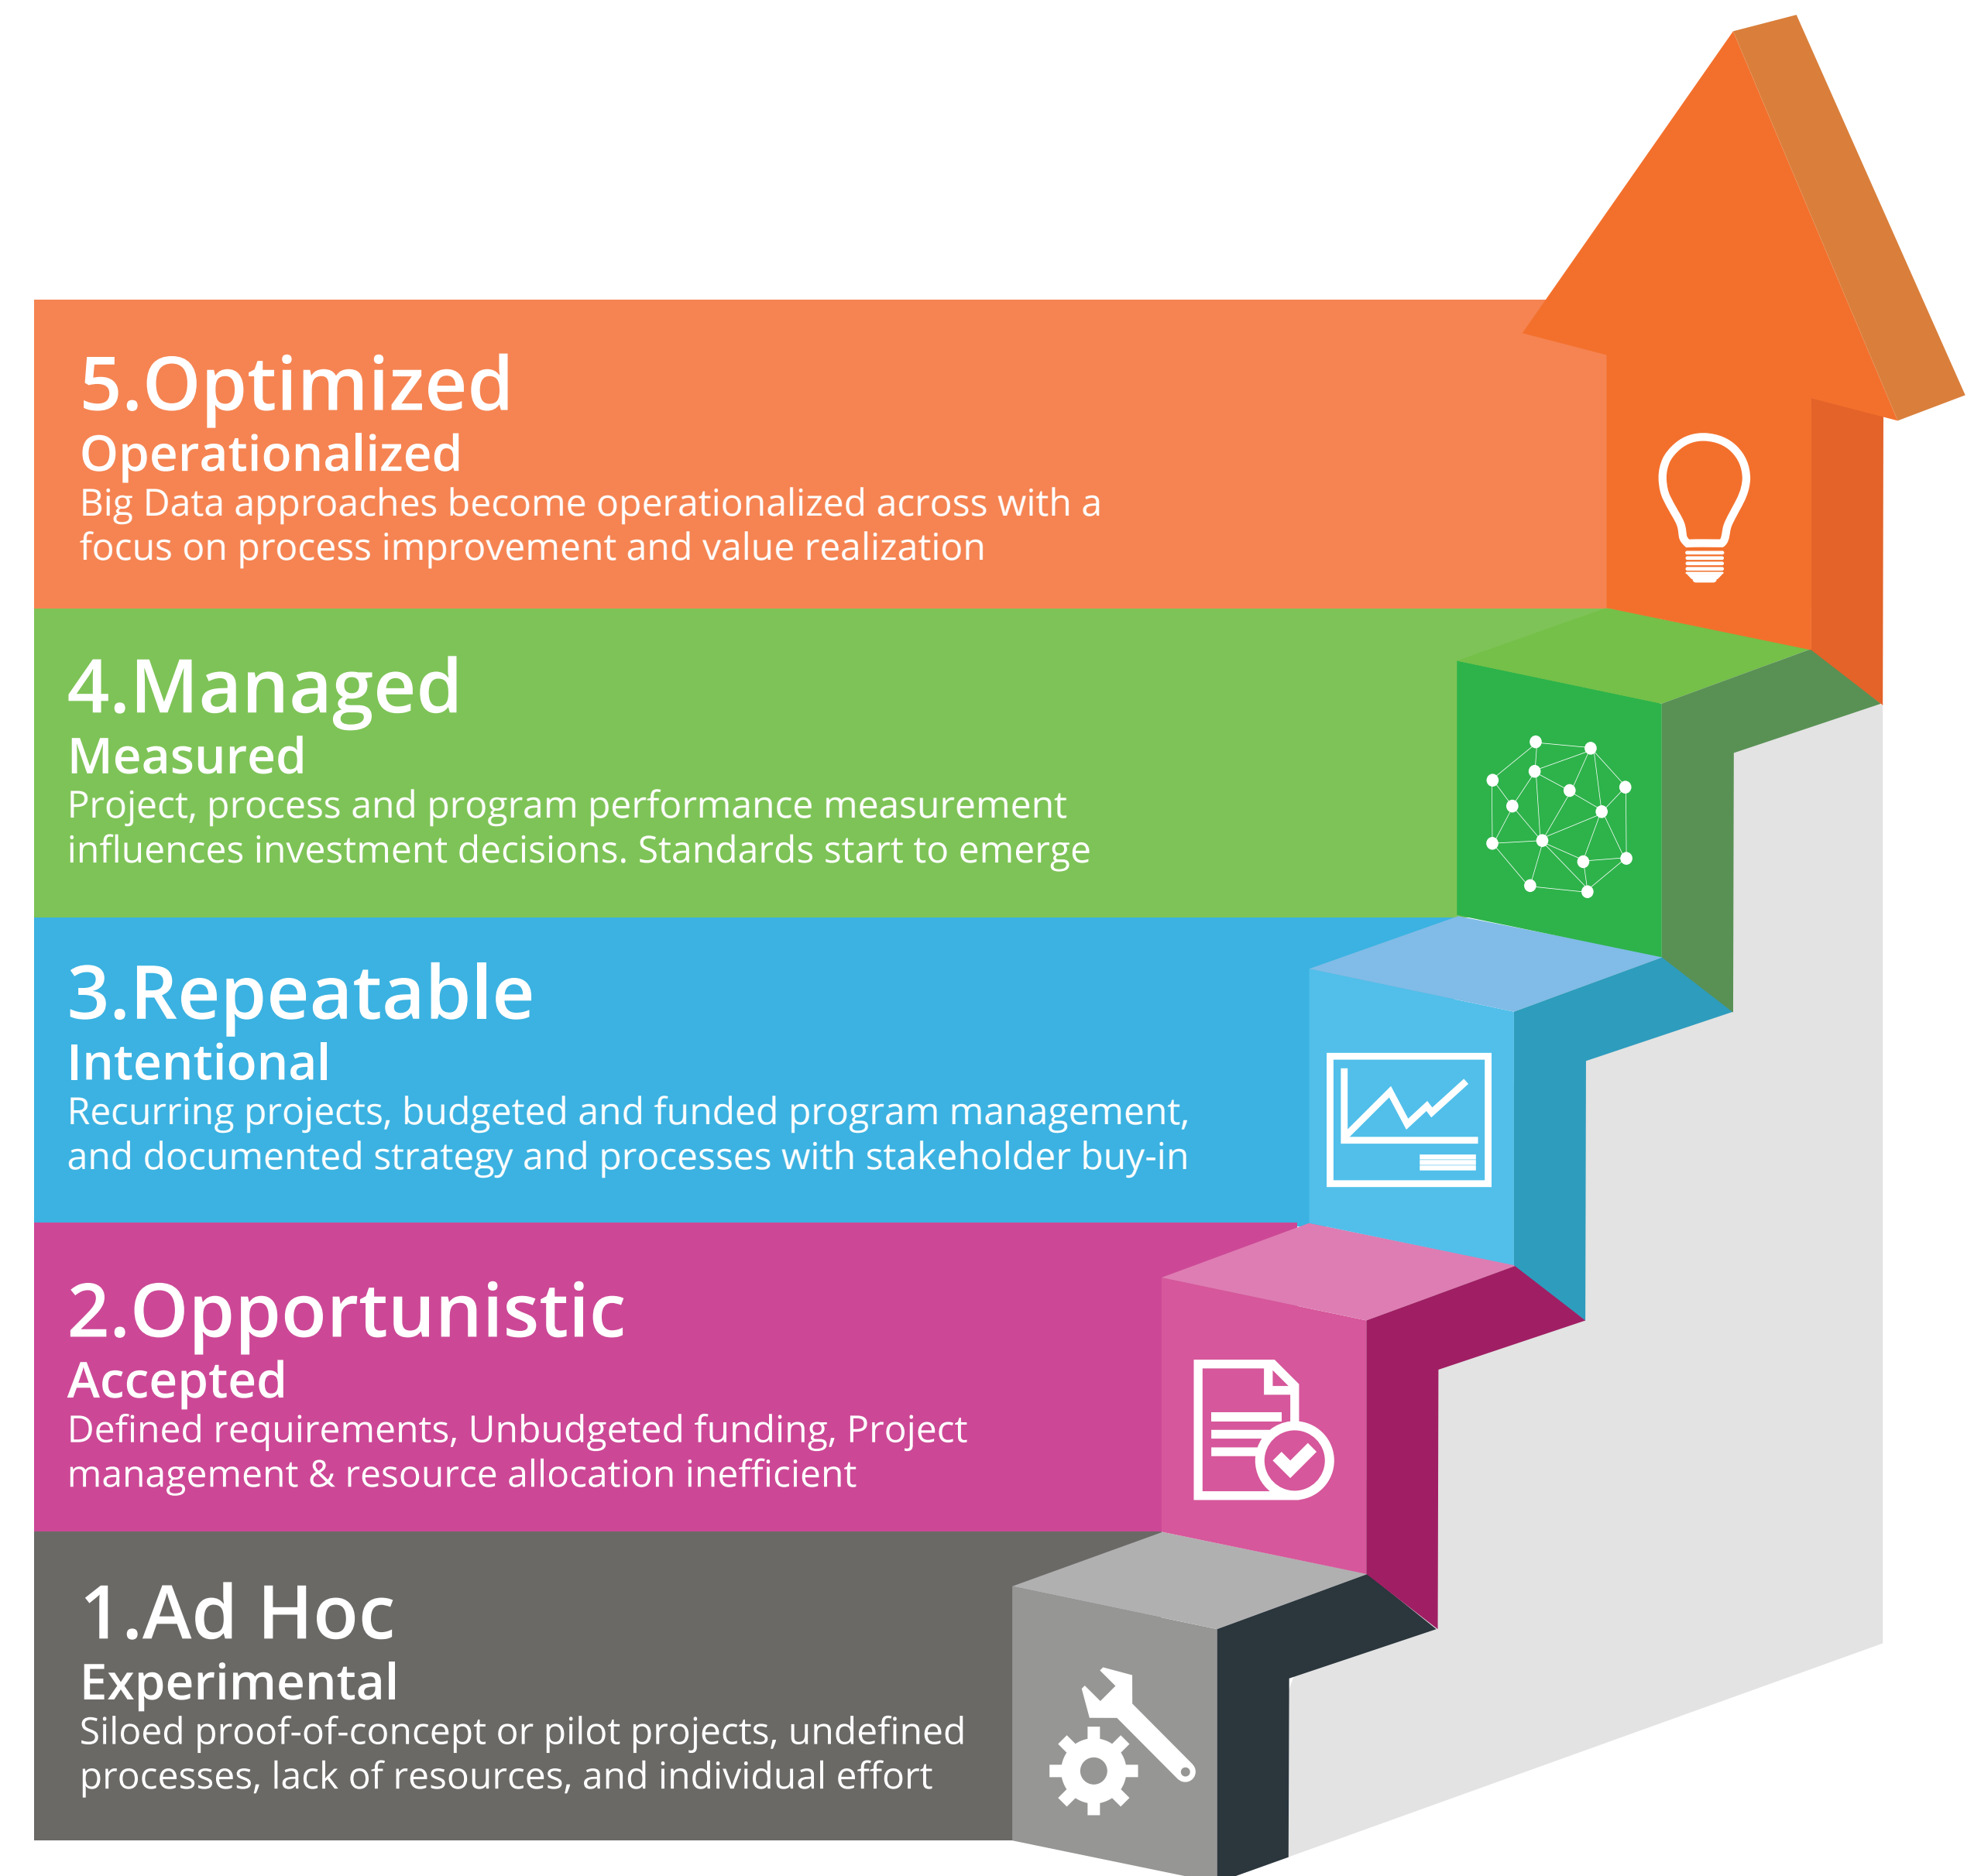 5.Optimized
Operationalized
Big Data approaches become operationalized across with a
focus on process improvement and value realization
4.Managed
Measured
Project, process and program performance measurement
influences investment decisions. Standards start to emerge
3.Repeatable
Intentional
Recurring projects, budgeted and funded program management,
and documented strategy and processes with stakeholder buy-in
2.Opportunistic
Accepted
Defined requirements, Unbudgeted funding, Project
management & resource allocation inefficient
1.Ad Hoc
Experimental
Siloed proof-of-concept or pilot projects, undefined
processes, lack of resources, and individual effort